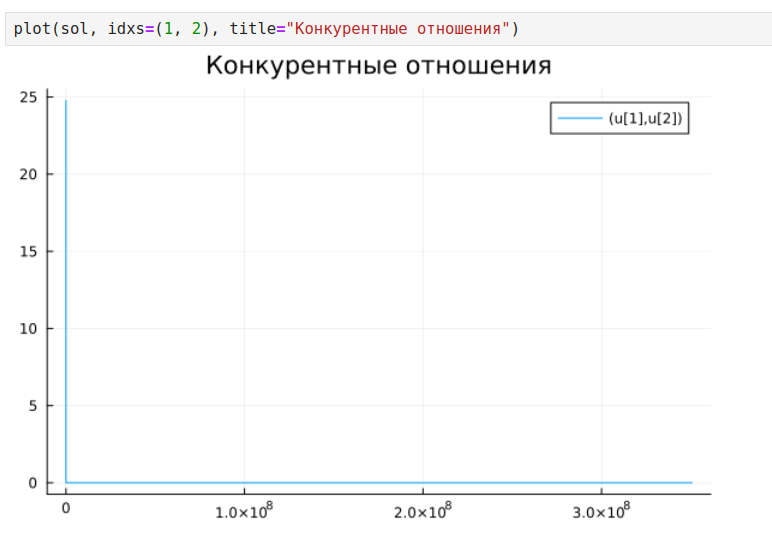 plot(sol, idxs=(1, 2), title="Конкурентные отношения")
Конкурентные отношения
25
(u[1],u[2])
20
15
10
5
0
0 1.0×10⁸ 2.0×10⁸ 3.0×10⁸